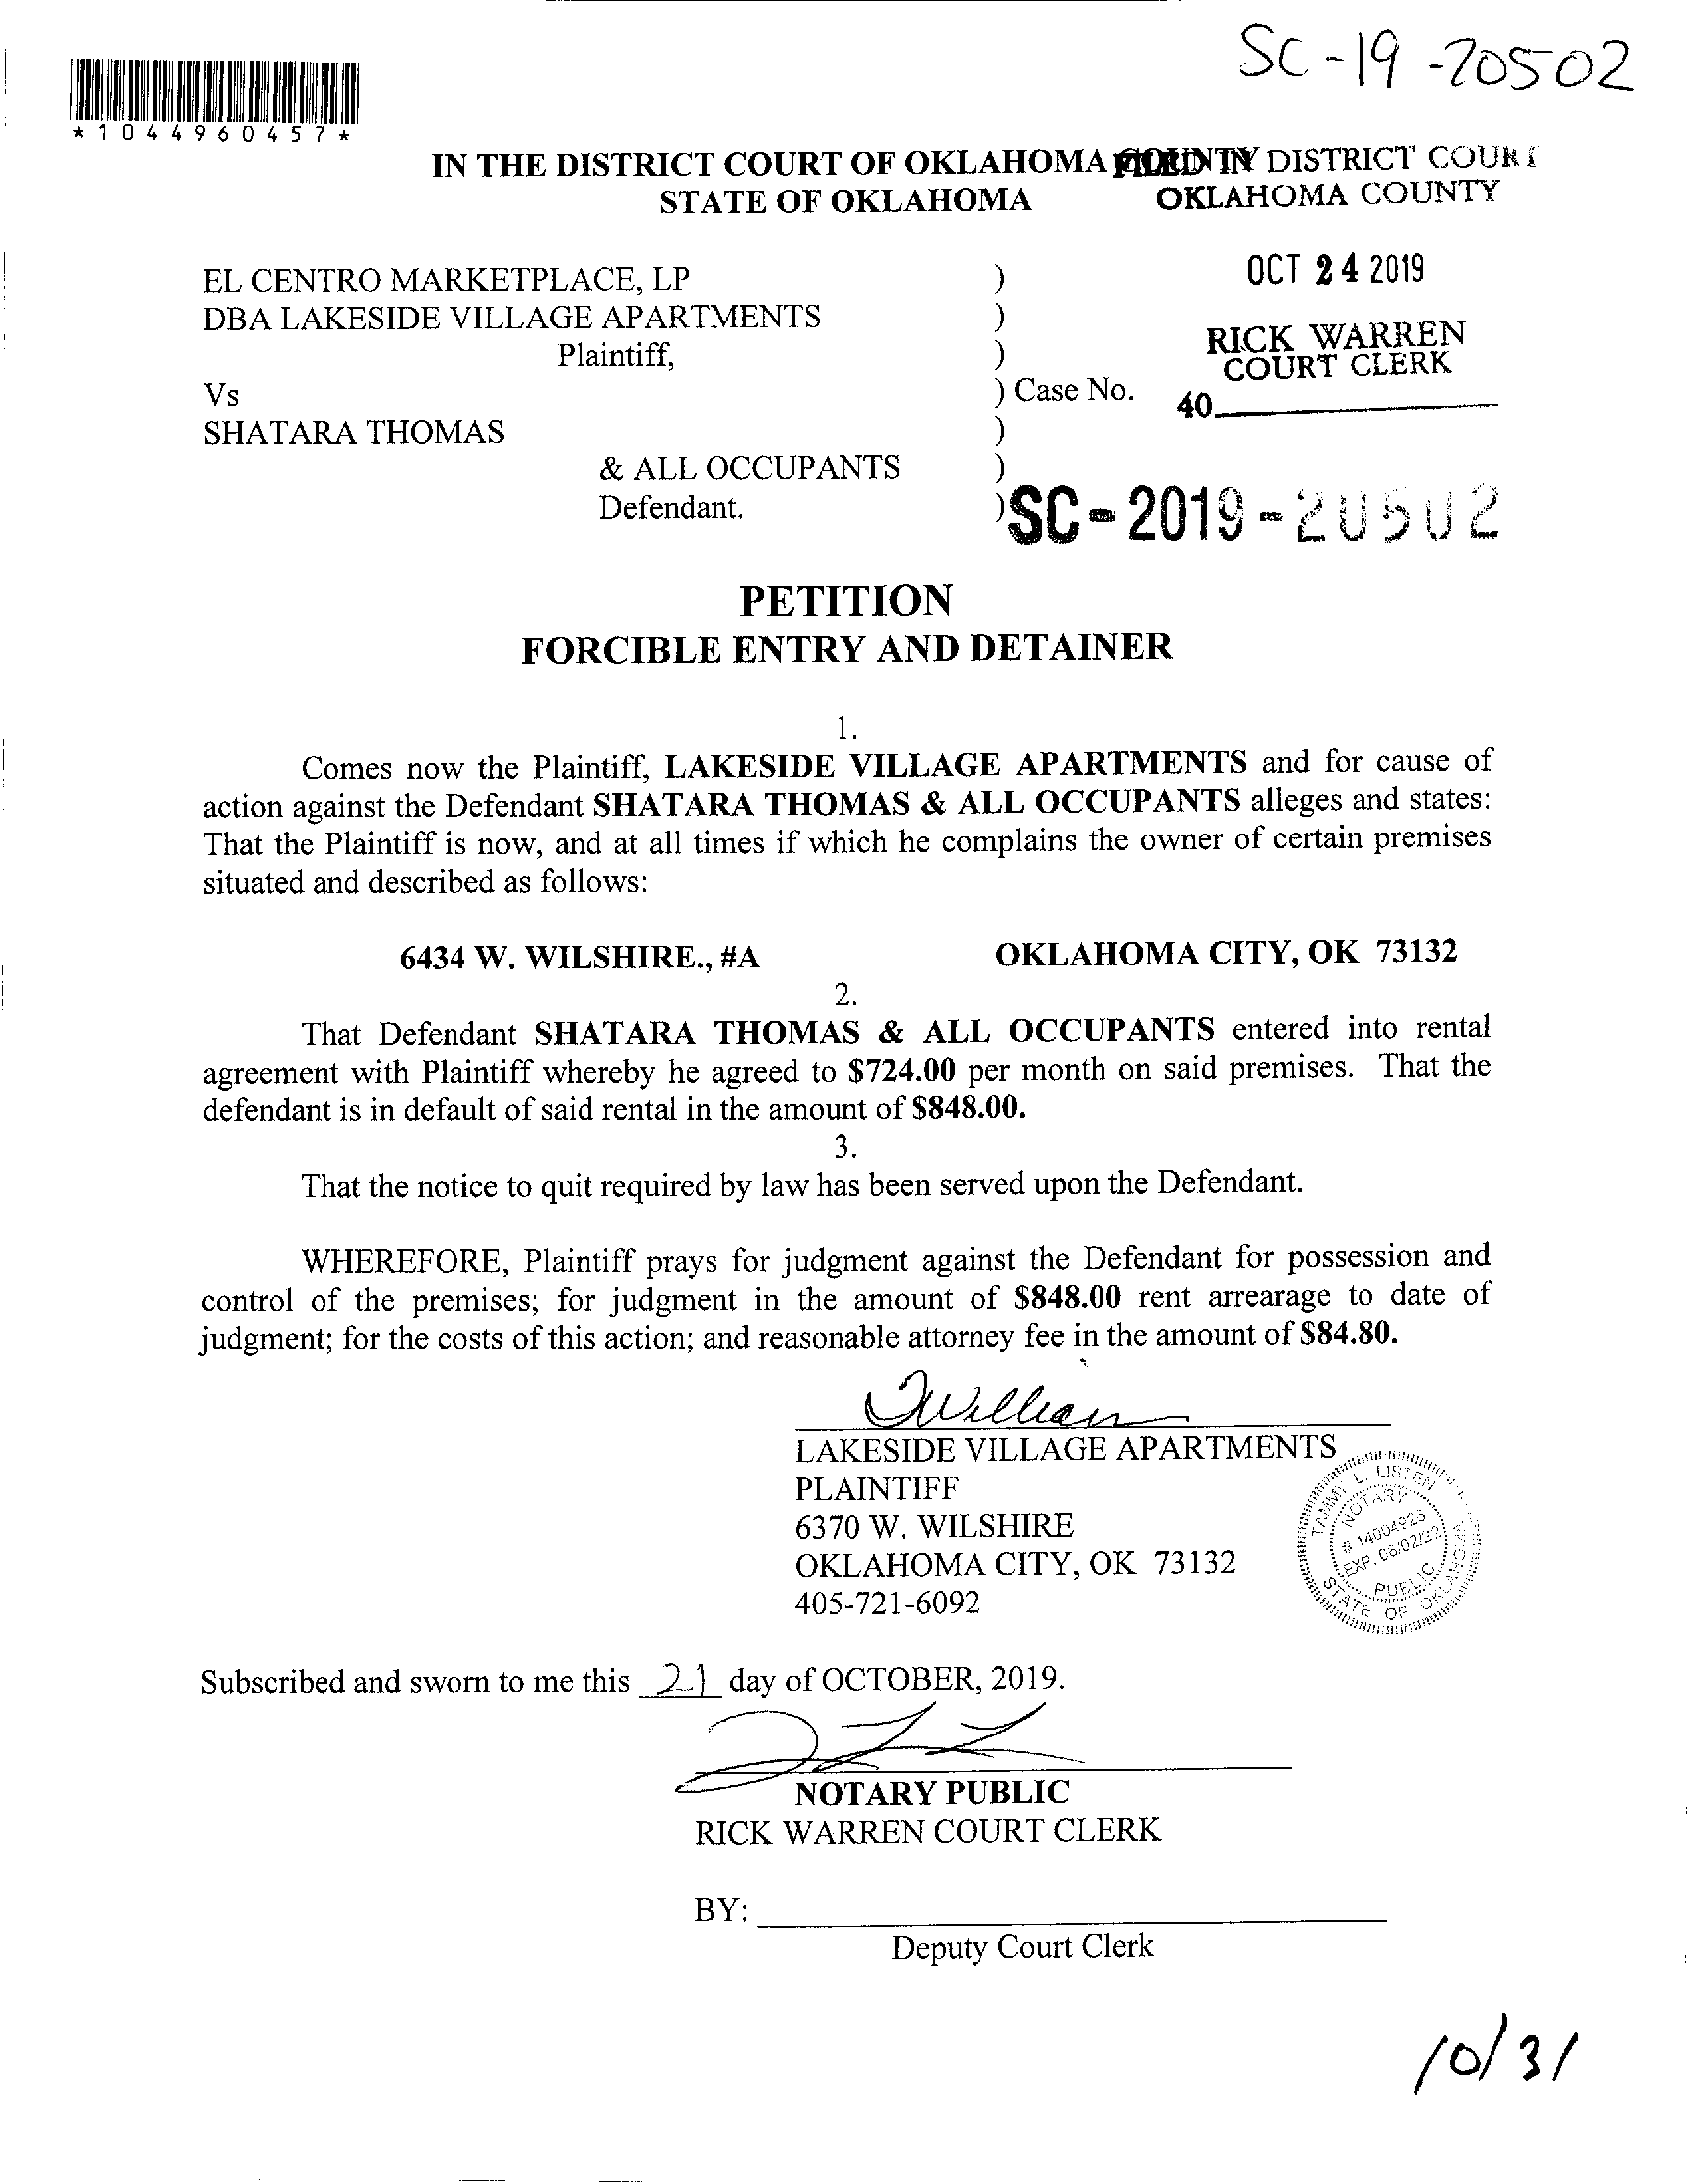 SC-19-20502
*1044960457*
IN THE DISTRICT COURT OF OKLAHOMA COUNTY
FILED IN DISTRICT COURT
STATE OF OKLAHOMA
OKLAHOMA COUNTY
OCT 24 2019
EL CENTRO MARKETPLACE, LP )
DBA LAKESIDE VILLAGE APARTMENTS )
RICK WARREN
COURT CLERK
Plaintiff, )
Vs ) Case No.
40
SHATARA THOMAS )
& ALL OCCUPANTS )
Defendant. )
SC-2019-20502
PETITION
FORCIBLE ENTRY AND DETAINER
1.
Comes now the Plaintiff, LAKESIDE VILLAGE APARTMENTS and for cause of
action against the Defendant SHATARA THOMAS & ALL OCCUPANTS alleges and states:
That the Plaintiff is now, and at all times if which he complains the owner of certain premises
situated and described as follows:
6434 W. WILSHIRE., #A OKLAHOMA CITY, OK 73132
2.
That Defendant SHATARA THOMAS & ALL OCCUPANTS entered into rental
agreement with Plaintiff whereby he agreed to $724.00 per month on said premises. That the
defendant is in default of said rental in the amount of $848.00.
3.
That the notice to quit required by law has been served upon the Defendant.
WHEREFORE, Plaintiff prays for judgment against the Defendant for possession and
control of the premises; for judgment in the amount of $848.00 rent arrearage to date of
judgment; for the costs of this action; and reasonable attorney fee in the amount of $84.80.
LAKESIDE VILLAGE APARTMENTS
PLAINTIFF
6370 W. WILSHIRE
OKLAHOMA CITY, OK 73132
405-721-6092
TAMMY L. LISTEN
NOTARY
# 14004923
EXP. 06/02/22
PUBLIC
STATE OF OKLAHOMA
Subscribed and sworn to me this 21 day of OCTOBER, 2019.
NOTARY PUBLIC
RICK WARREN COURT CLERK
BY:
Deputy Court Clerk
10/31